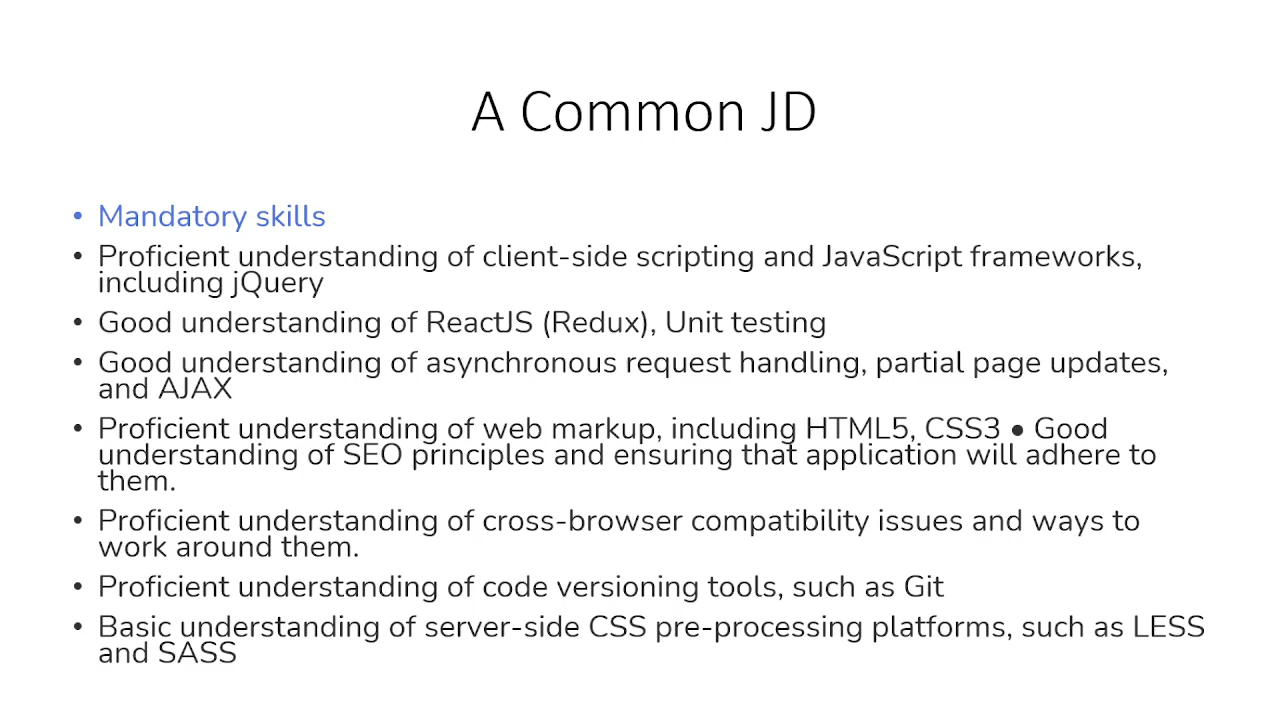 A Common JD
• Mandatory skills
• Proficient understanding of client-side scripting and JavaScript frameworks,
including jQuery
• Good understanding of ReactJS (Redux), Unit testing
• Good understanding of asynchronous request handling, partial page updates,
and AJAX
• Proficient understanding of web markup, including HTML5, CSS3 • Good
understanding of SEO principles and ensuring that application will adhere to
them.
• Proficient understanding of cross-browser compatibility issues and ways to
work around them.
• Proficient understanding of code versioning tools, such as Git
• Basic understanding of server-side CSS pre-processing platforms, such as LESS
and SASS